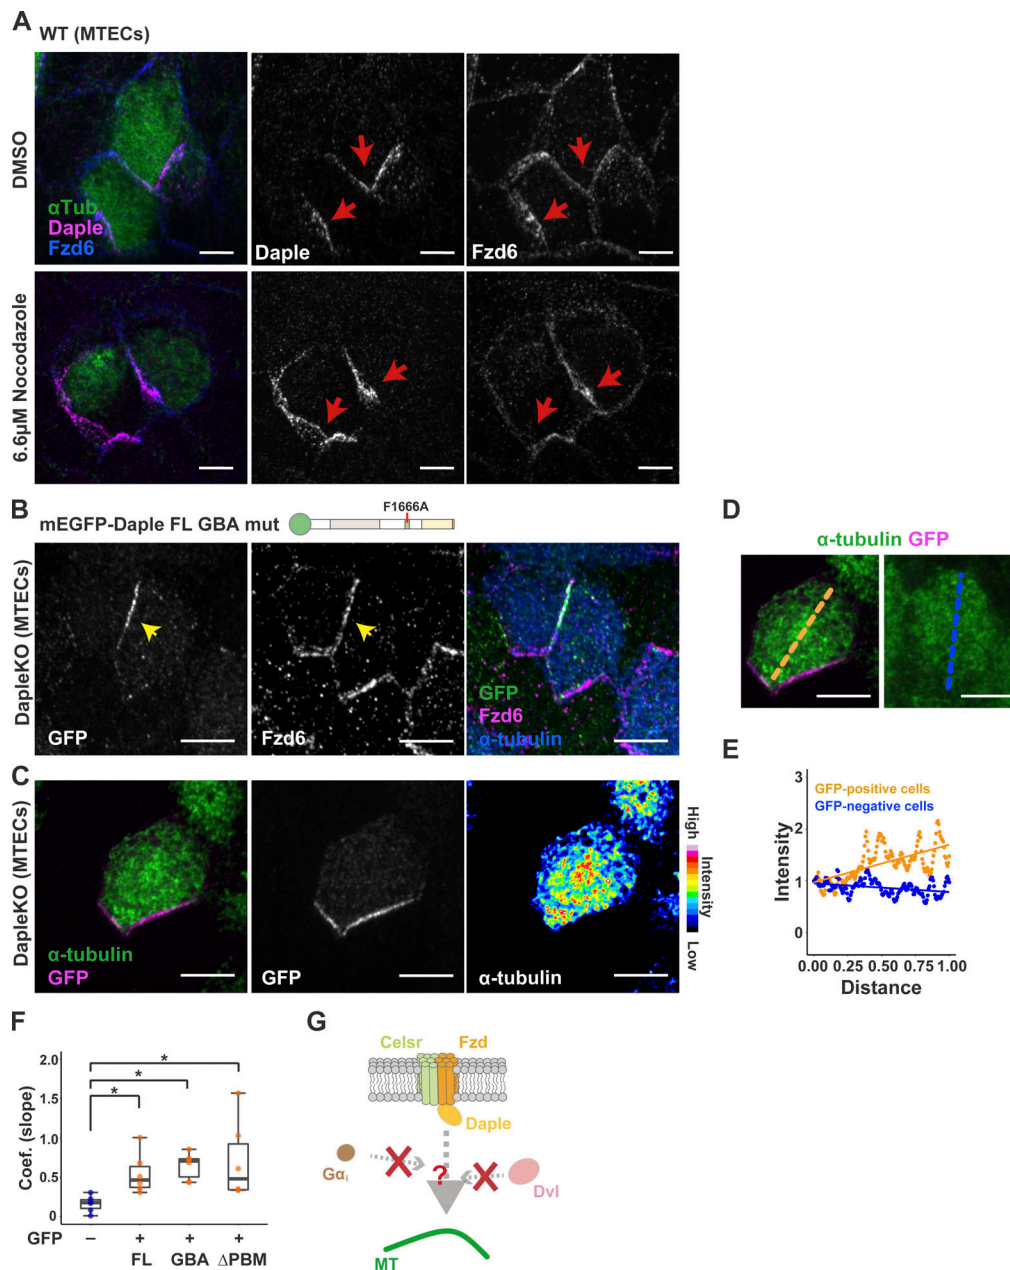 A
WT (MTECs)
DMSO
αTub
Daple
Fzd6
Daple
Fzd6
6.6µM Nocodazole
B
mEGFP-Daple FL GBA mut
F1666A
DapleKO (MTECs)
GFP
Fzd6
GFP
Fzd6
α-tubulin
C
DapleKO (MTECs)
α-tubulin
GFP
GFP
α-tubulin
High
Intensity
Low
D
α-tubulin GFP
E
GFP-positive cells
GFP-negative cells
Intensity
3
2
1
0
0.00 0.25 0.50 0.75 1.00
Distance
F
Coef. (slope)
2.0
1.5
1.0
0.5
0
*
*
*
GFP − + + +
FL GBA ΔPBM
G
Celsr Fzd
Daple
Gαi
?
Dvl
MT